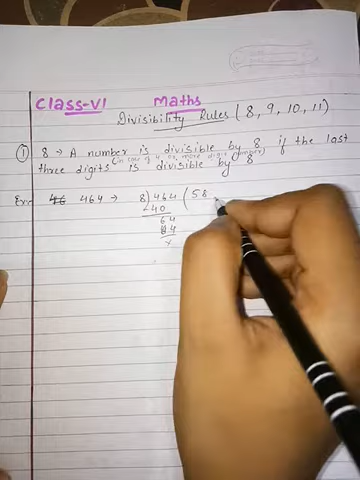 Class-VI Maths
Divisibility Rules (8, 9, 10, 11)
① 8 → A number is divisible by 8, if the last
(in case of 4 or more digit number)
three digits is divisible by 8
Ex: 46 464 → 8) 464 ( 58
-40
64
64
x